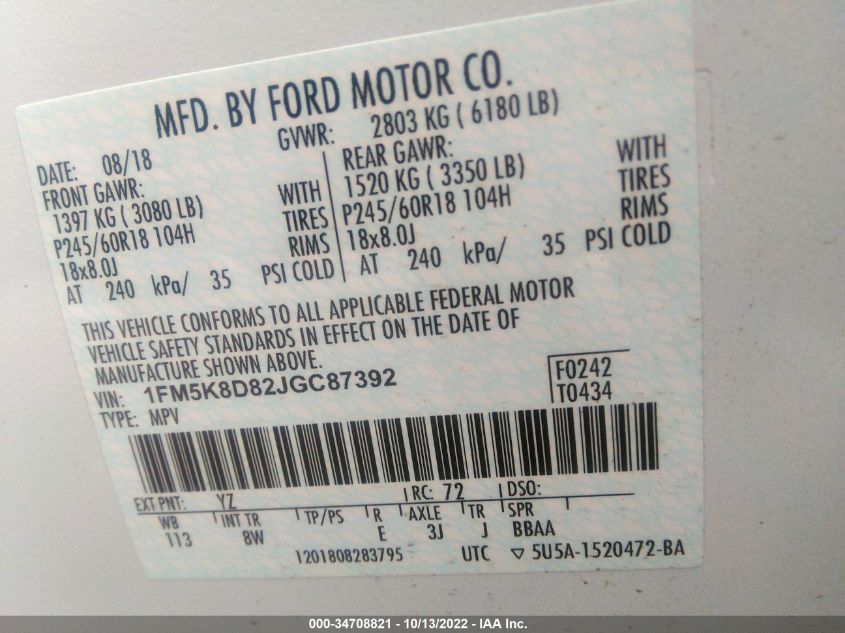 MFD. BY FORD MOTOR CO.
DATE: 08/18 GVWR: 2803 KG ( 6180 LB)
FRONT GAWR: REAR GAWR:
1397 KG ( 3080 LB) WITH 1520 KG ( 3350 LB) WITH
P245/60R18 104H TIRES P245/60R18 104H TIRES
18x8.0J RIMS 18x8.0J RIMS
AT 240 kPa/ 35 PSI COLD AT 240 kPa/ 35 PSI COLD
THIS VEHICLE CONFORMS TO ALL APPLICABLE FEDERAL MOTOR
VEHICLE SAFETY STANDARDS IN EFFECT ON THE DATE OF
MANUFACTURE SHOWN ABOVE.
VIN: 1FM5K8D82JGC87392 F0242
TYPE: MPV T0434
EXT PNT: YZ RC: 72 DSO:
WB INT TR TP/PS R AXLE TR SPR
113 8W E 3J J BBAA
1201808283795 UTC ▽ 5U5A-1520472-BA
000-34708821 - 10/13/2022 - IAA Inc.